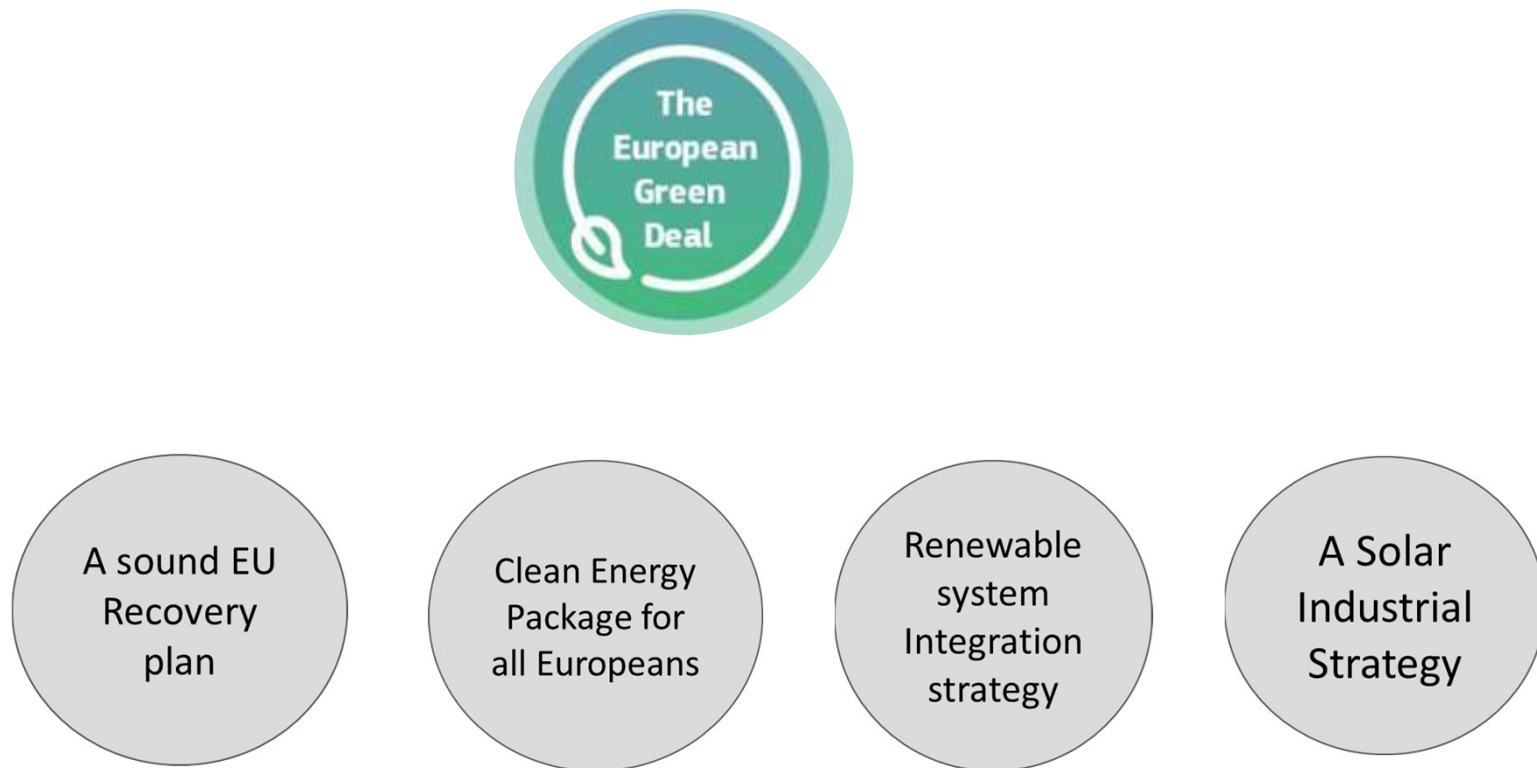 The
European
Green
Deal
A sound EU
Recovery
plan
Clean Energy
Package for
all Europeans
Renewable
system
Integration
strategy
A Solar
Industrial
Strategy